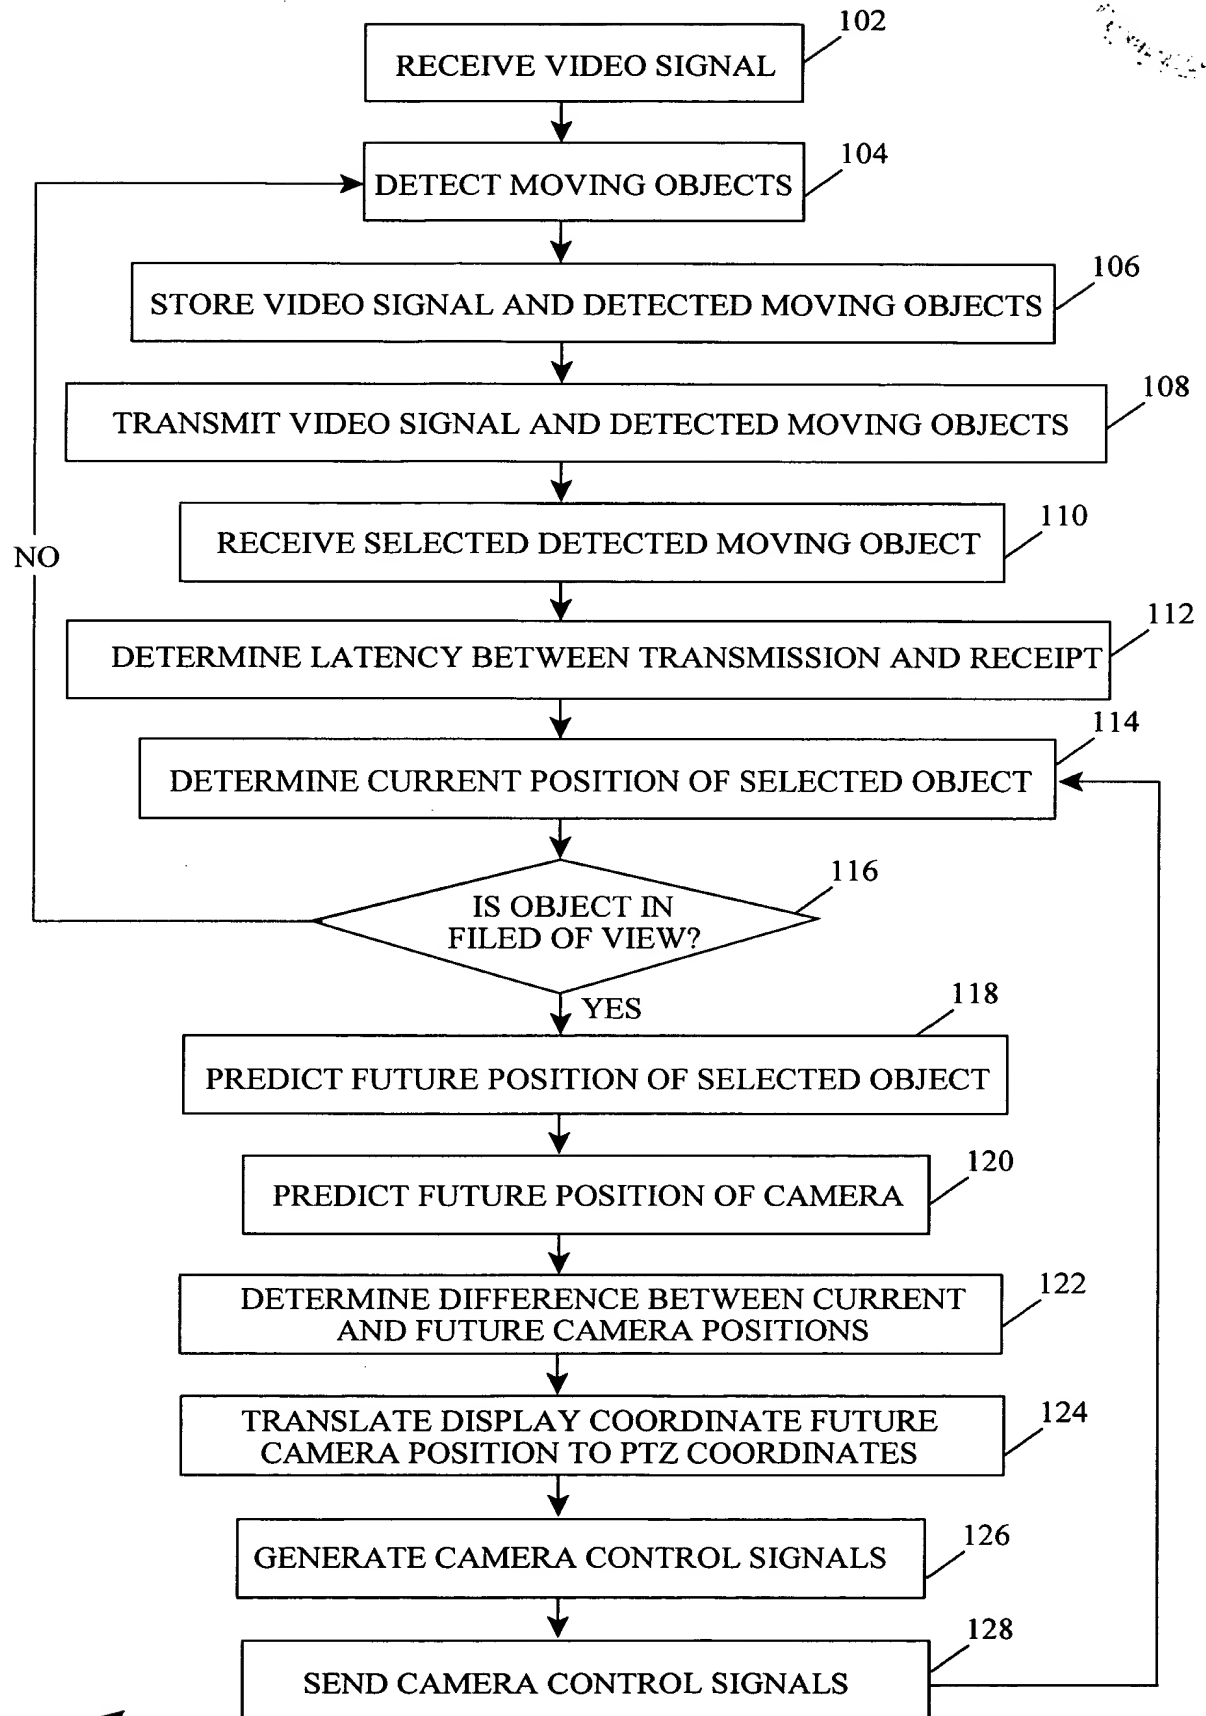 102
RECEIVE VIDEO SIGNAL
104
DETECT MOVING OBJECTS
106
STORE VIDEO SIGNAL AND DETECTED MOVING OBJECTS
108
TRANSMIT VIDEO SIGNAL AND DETECTED MOVING OBJECTS
110
RECEIVE SELECTED DETECTED MOVING OBJECT
NO
112
DETERMINE LATENCY BETWEEN TRANSMISSION AND RECEIPT
114
DETERMINE CURRENT POSITION OF SELECTED OBJECT
116
IS OBJECT IN
FILED OF VIEW?
YES
118
PREDICT FUTURE POSITION OF SELECTED OBJECT
120
PREDICT FUTURE POSITION OF CAMERA
122
DETERMINE DIFFERENCE BETWEEN CURRENT
AND FUTURE CAMERA POSITIONS
124
TRANSLATE DISPLAY COORDINATE FUTURE
CAMERA POSITION TO PTZ COORDINATES
126
GENERATE CAMERA CONTROL SIGNALS
128
SEND CAMERA CONTROL SIGNALS